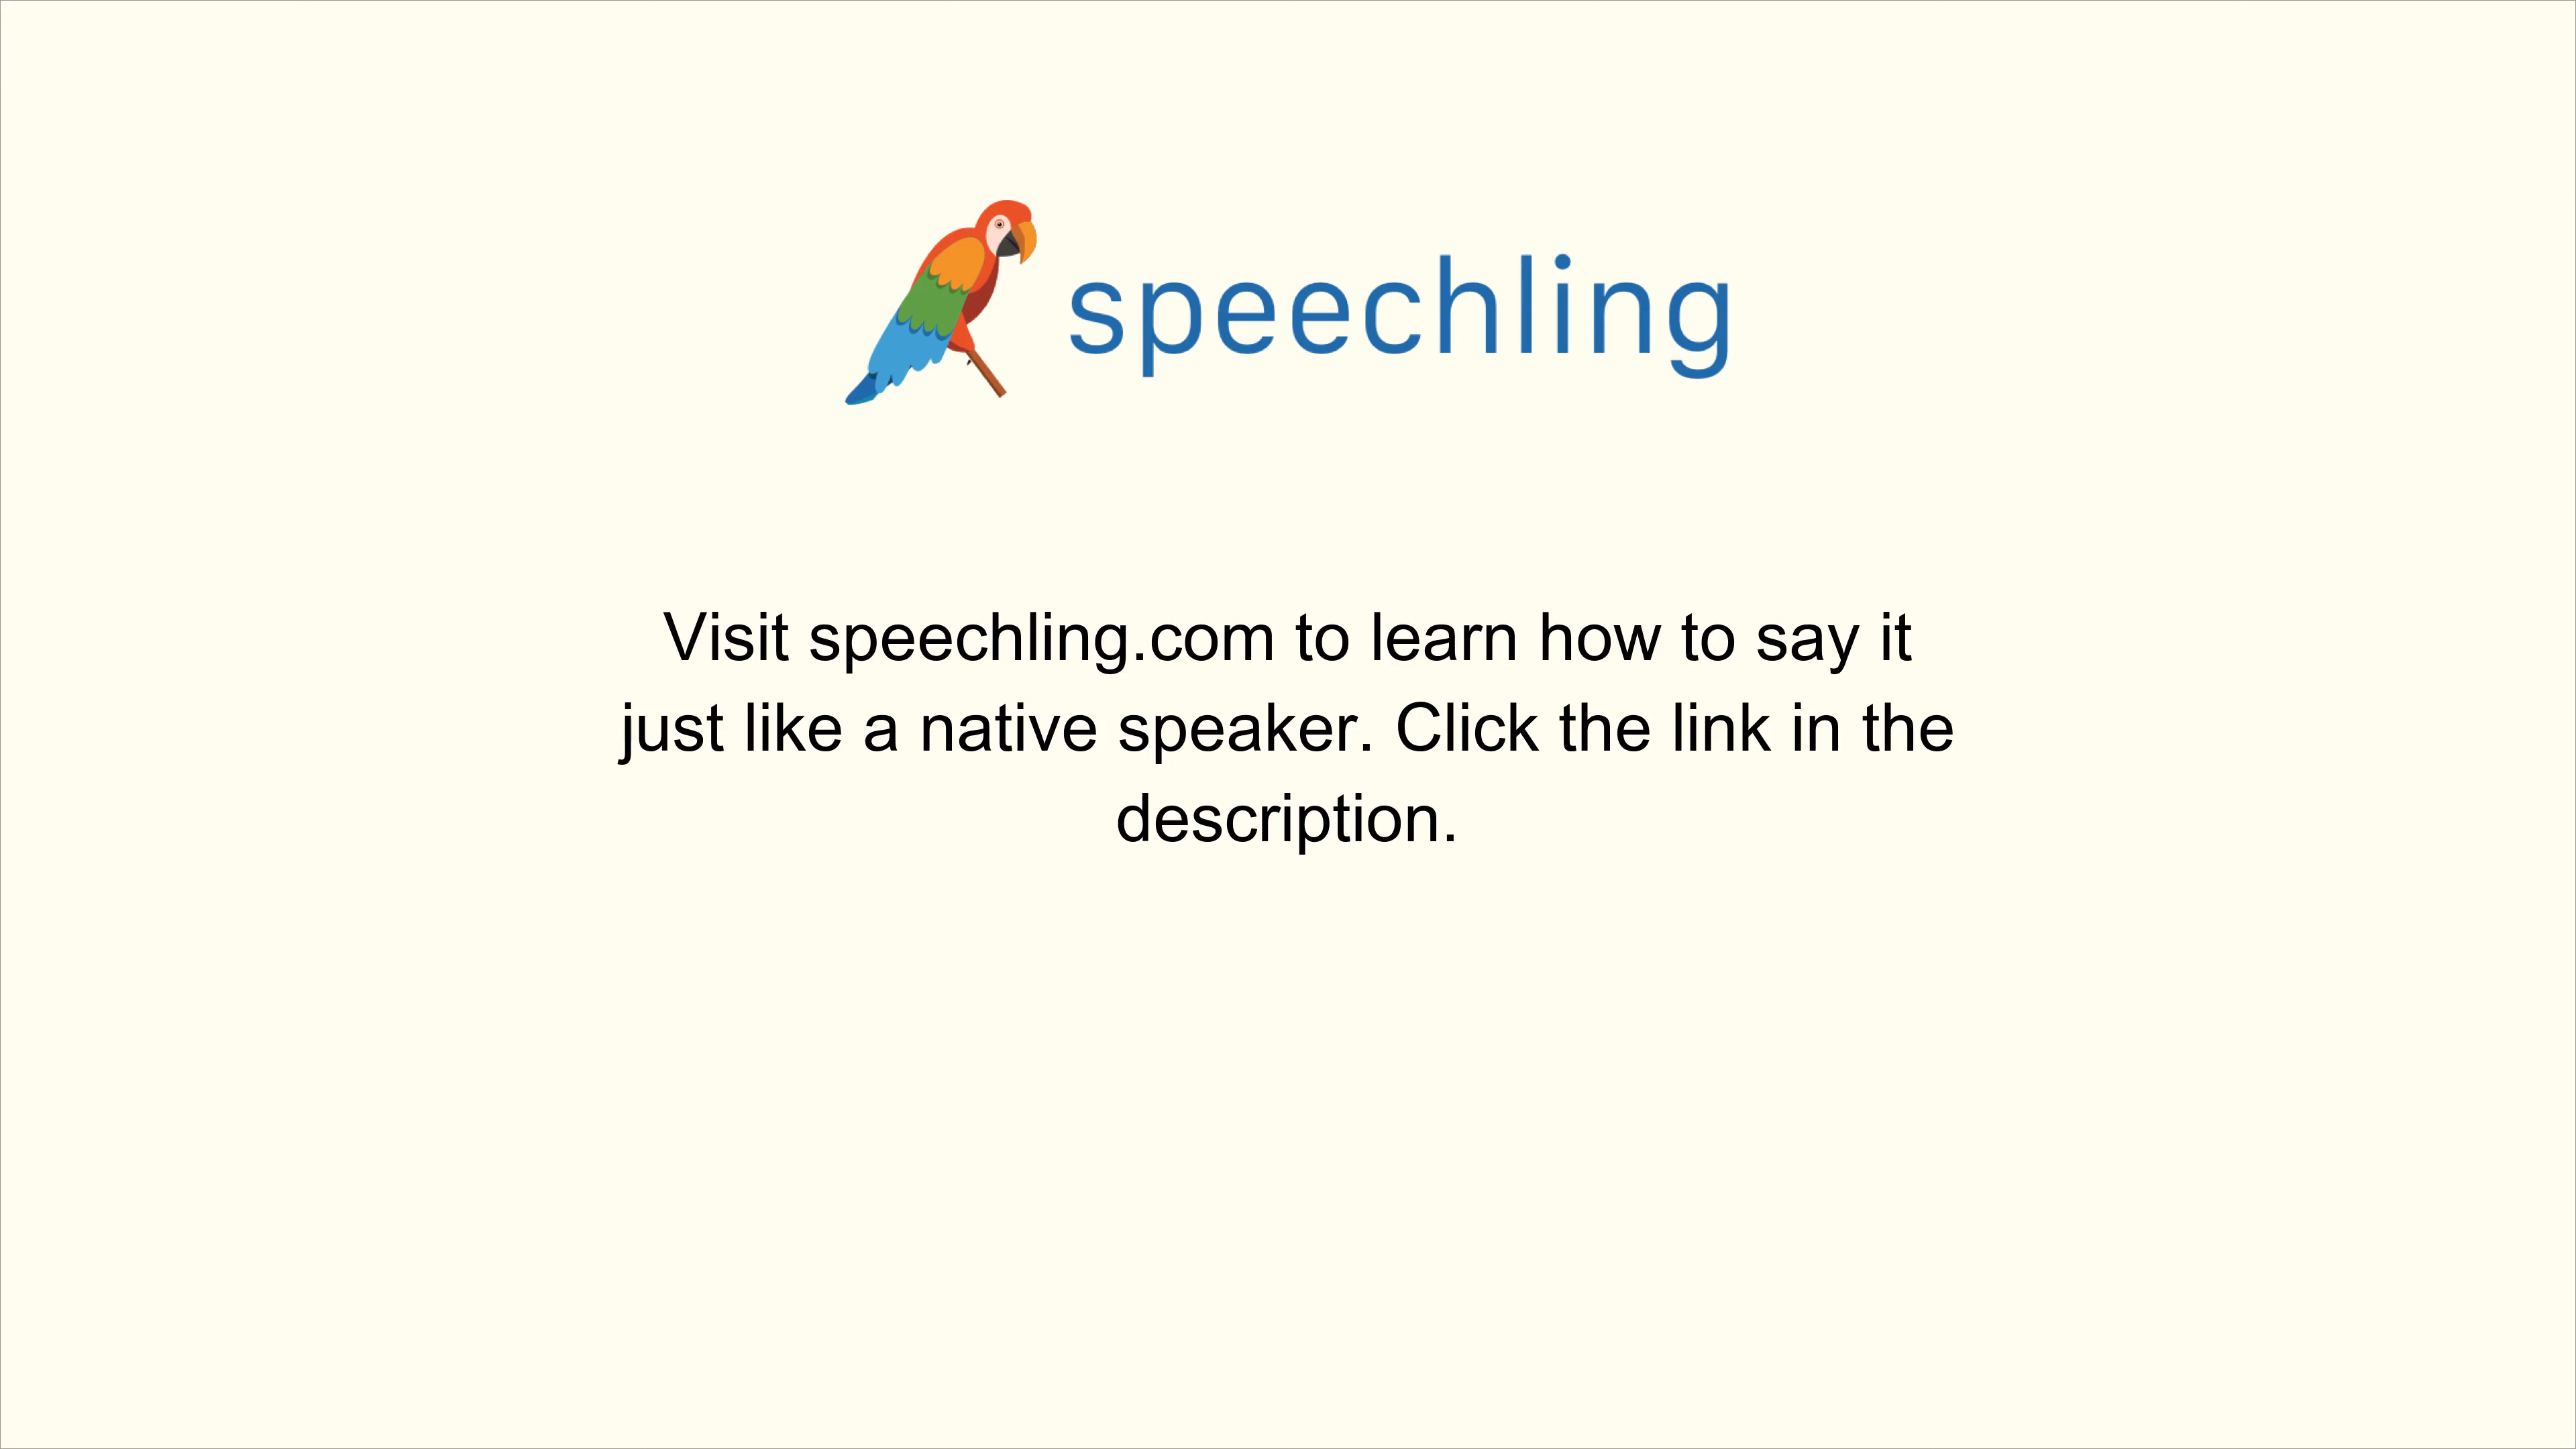 speechling
Visit speechling.com to learn how to say it
just like a native speaker. Click the link in the
description.